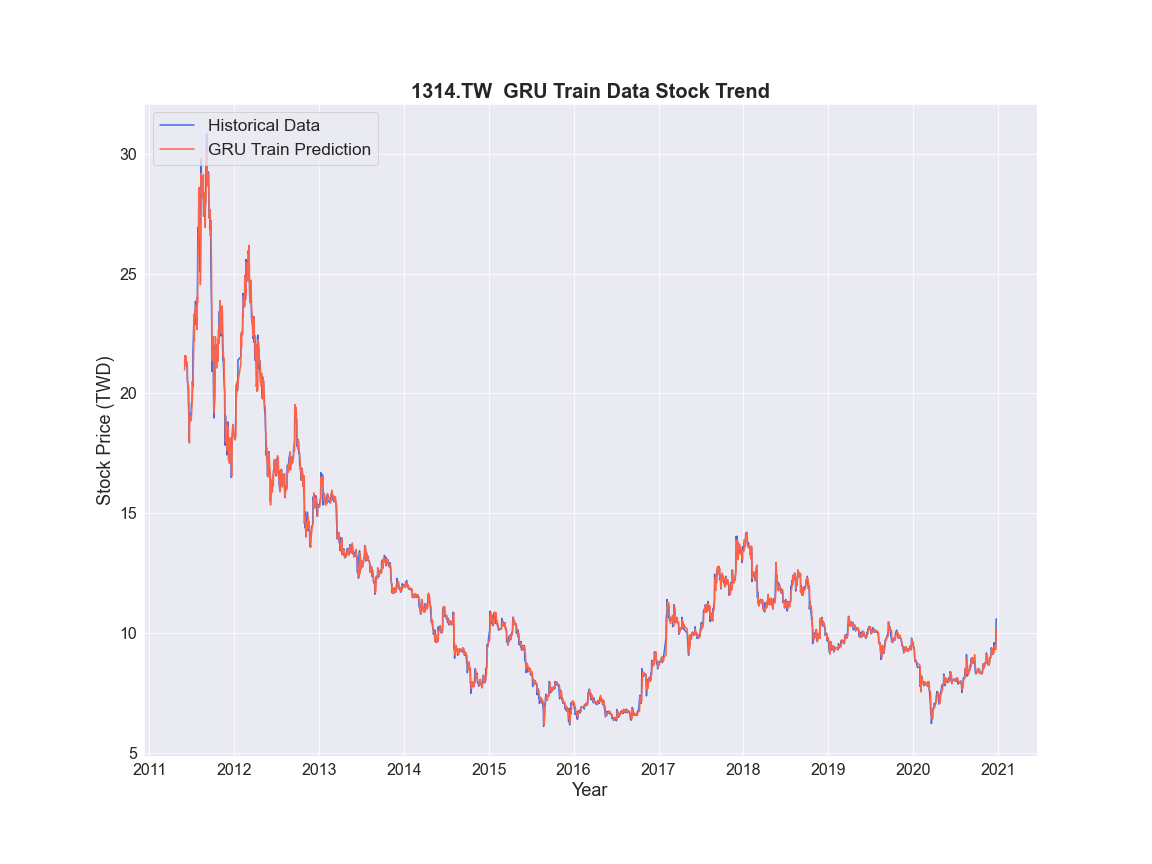 1314.TW  GRU Train Data Stock Trend
Historical Data
GRU Train Prediction
30
25
20
15
10
5
Stock Price (TWD)
2011 2012 2013 2014 2015 2016 2017 2018 2019 2020 2021
Year